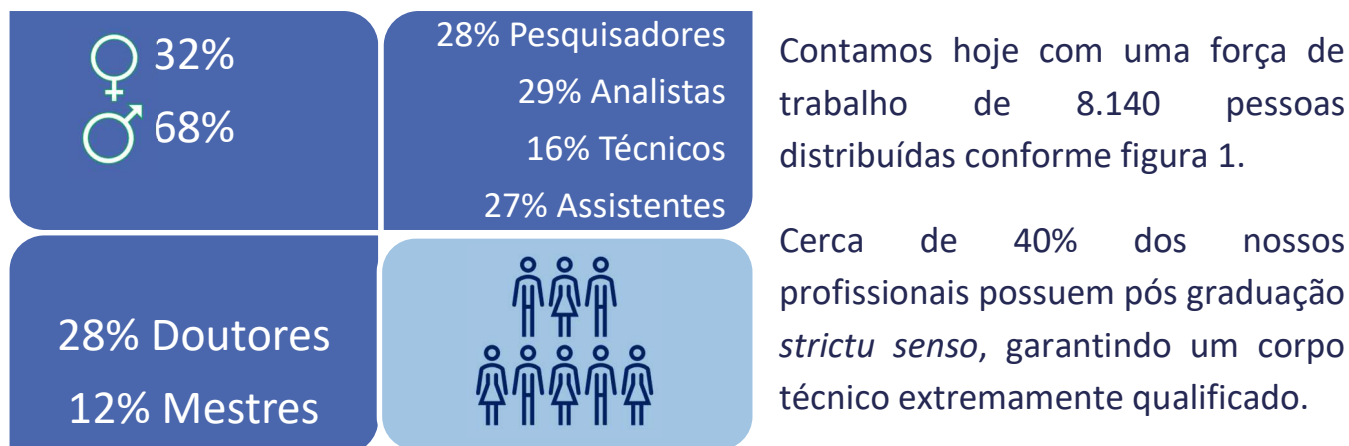 32%
68%
28% Pesquisadores
29% Analistas
16% Técnicos
27% Assistentes
28% Doutores
12% Mestres
Contamos hoje com uma força de
trabalho de 8.140 pessoas
distribuídas conforme figura 1.
Cerca de 40% dos nossos
profissionais possuem pós graduação
strictu senso, garantindo um corpo
técnico extremamente qualificado.